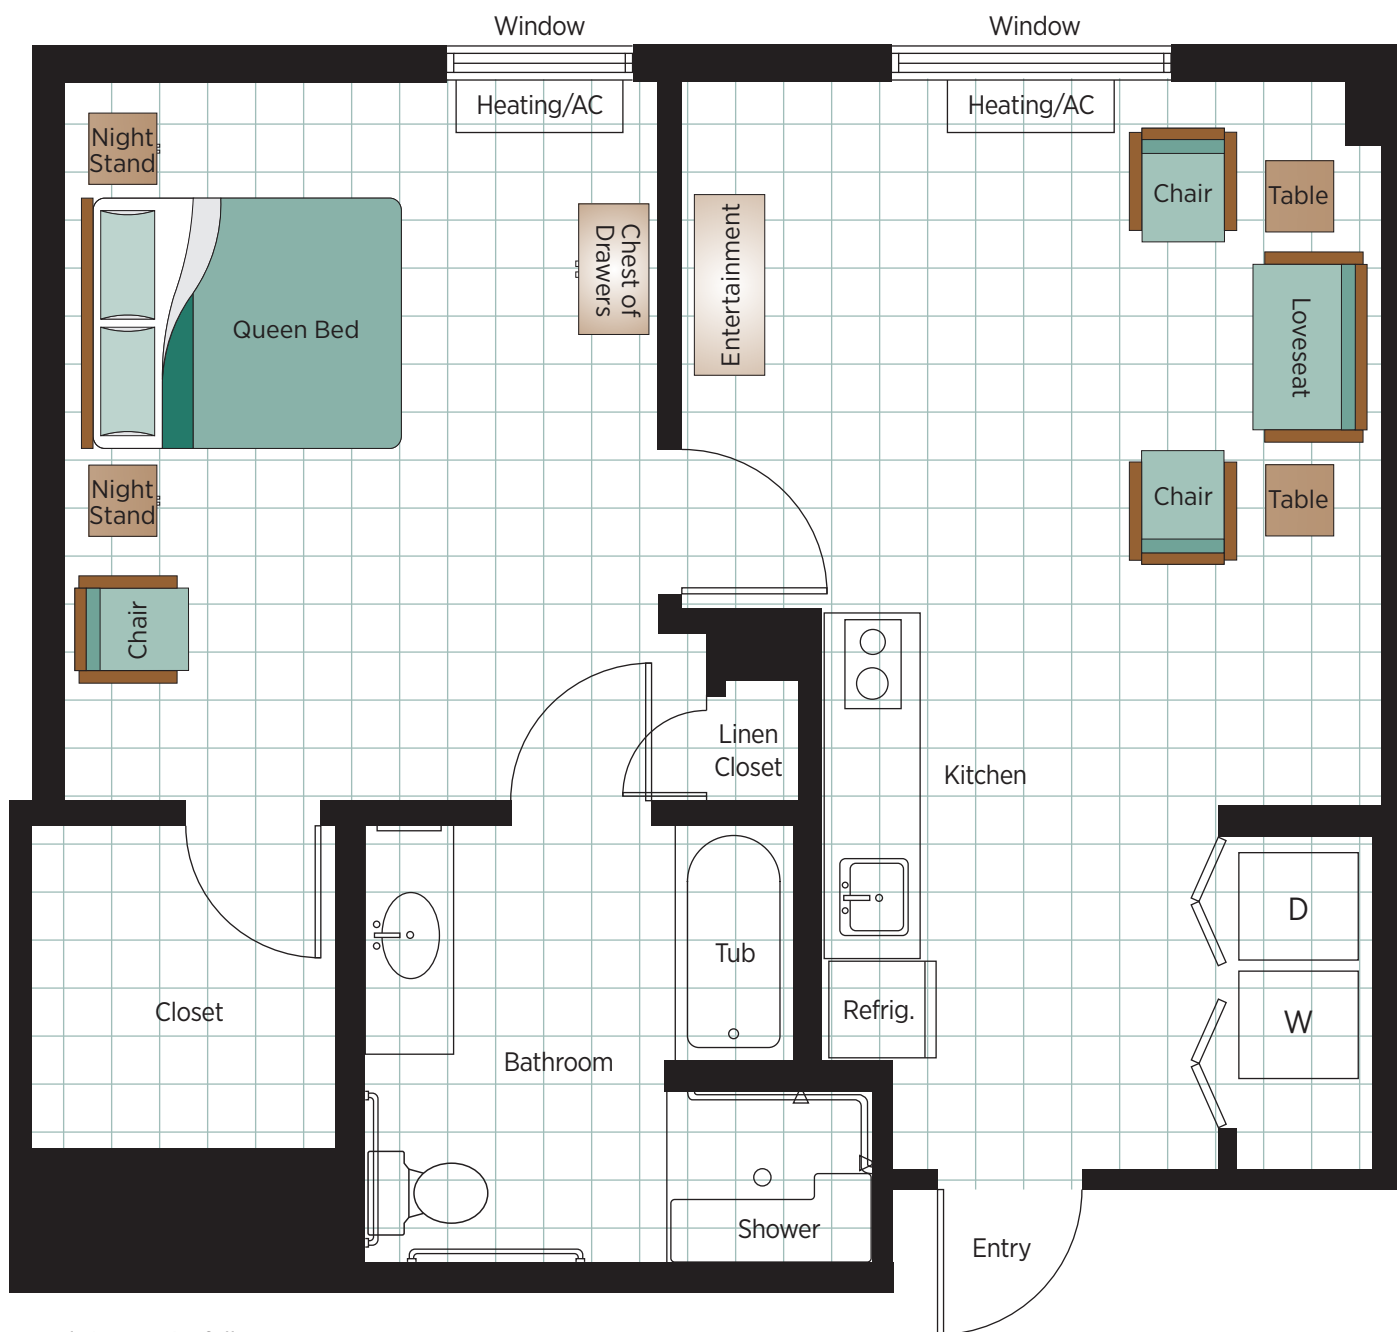 Window
Window
Heating/AC
Heating/AC
Night
Stand
Chair
Table
Chest of
Drawers
Entertainment
Queen Bed
Loveseat
Night
Stand
Chair
Table
Chair
Linen
Closet
Kitchen
D
Tub
Closet
Refrig.
W
Bathroom
Shower
Entry